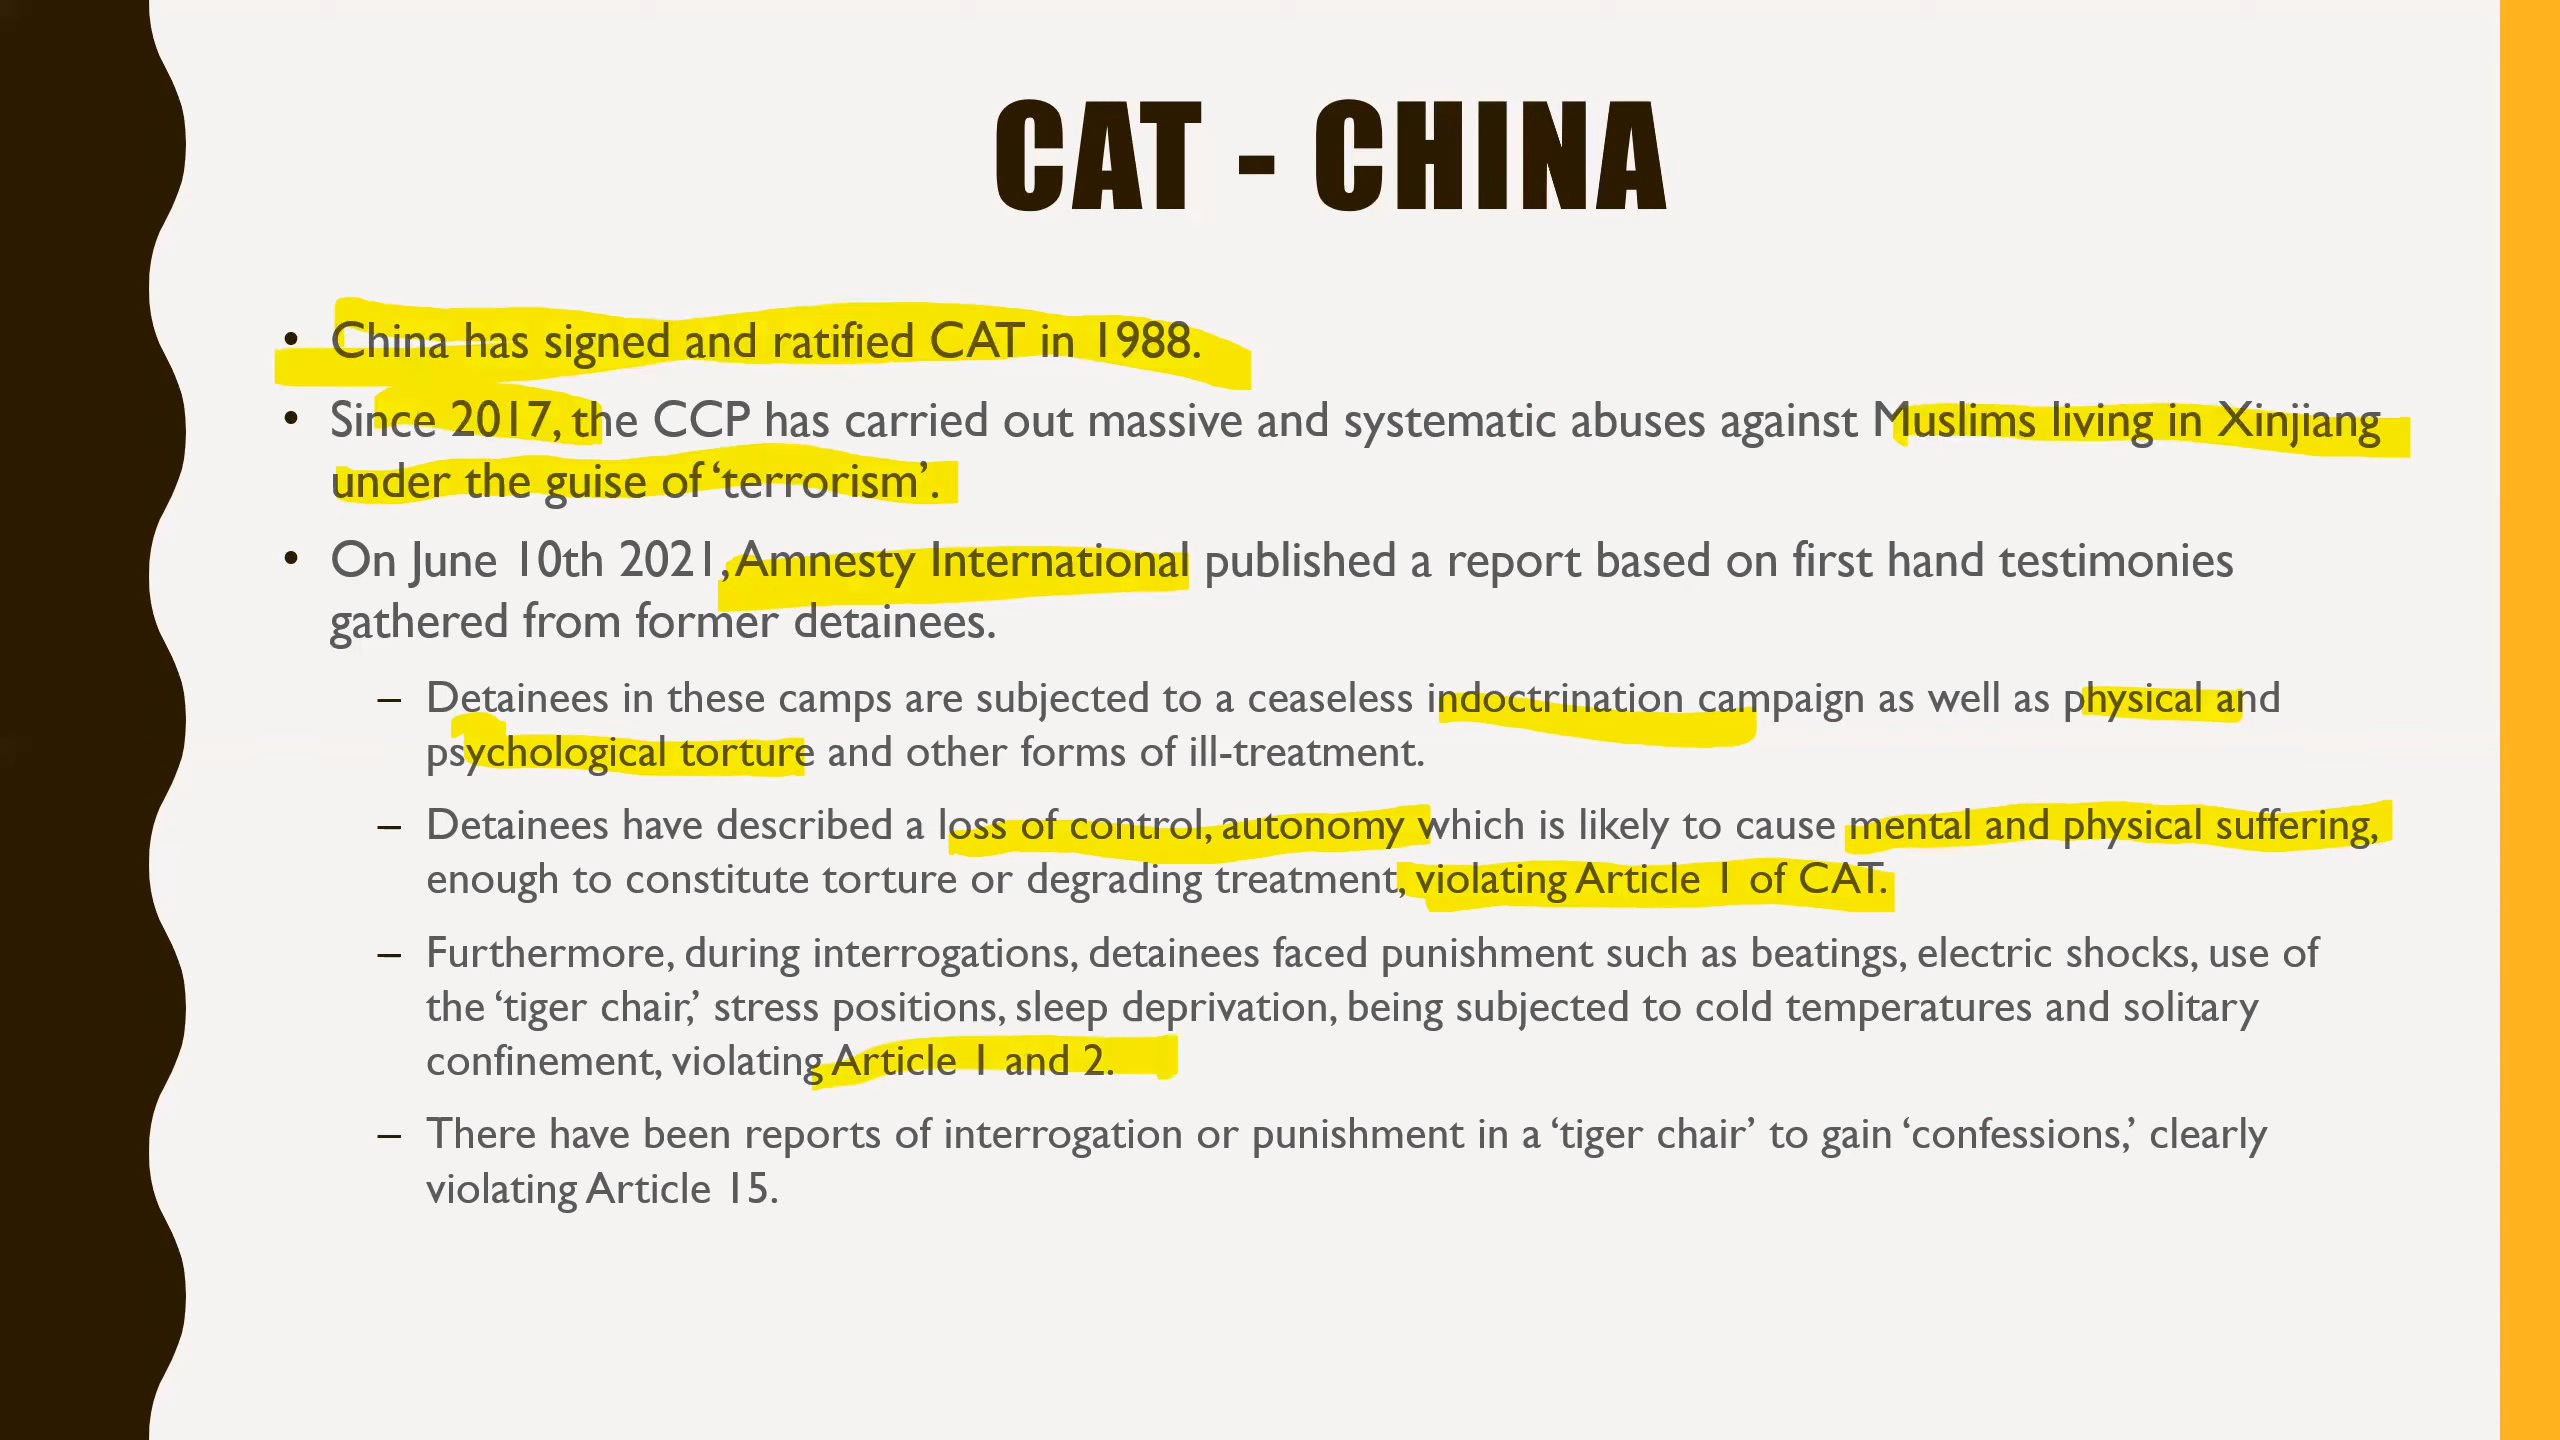 CAT - CHINA
• China has signed and ratified CAT in 1988.
• Since 2017, the CCP has carried out massive and systematic abuses against Muslims living in Xinjiang
under the guise of ‘terrorism’.
• On June 10th 2021, Amnesty International published a report based on first hand testimonies
gathered from former detainees.
– Detainees in these camps are subjected to a ceaseless indoctrination campaign as well as physical and
psychological torture and other forms of ill-treatment.
– Detainees have described a loss of control, autonomy which is likely to cause mental and physical suffering,
enough to constitute torture or degrading treatment, violating Article 1 of CAT.
– Furthermore, during interrogations, detainees faced punishment such as beatings, electric shocks, use of
the ‘tiger chair,’ stress positions, sleep deprivation, being subjected to cold temperatures and solitary
confinement, violating Article 1 and 2.
– There have been reports of interrogation or punishment in a ‘tiger chair’ to gain ‘confessions,’ clearly
violating Article 15.